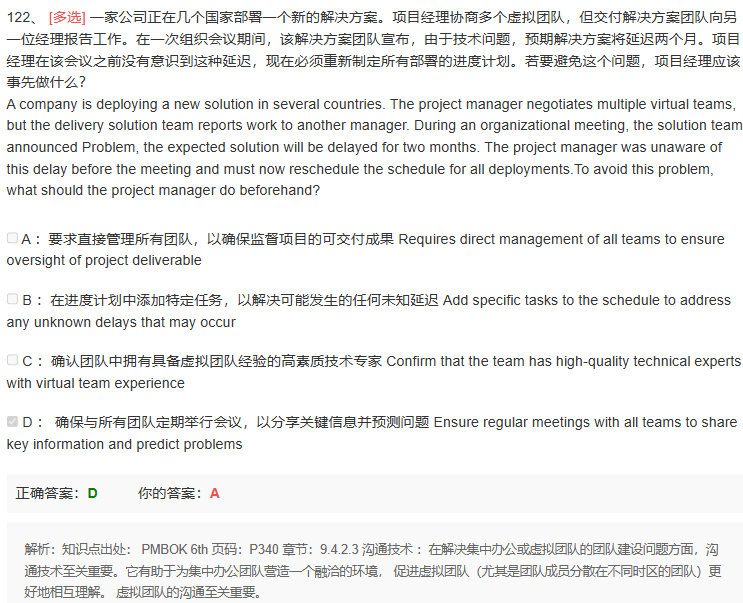 122、 [多选] 一家公司正在几个国家部署一个新的解决方案。项目经理协商多个虚拟团队，但交付解决方案团队向另
一位经理报告工作。在一次组织会议期间，该解决方案团队宣布，由于技术问题，预期解决方案将延迟两个月。项目
经理在该会议之前没有意识到这种延迟，现在必须重新制定所有部署的进度计划。若要避免这个问题，项目经理应该
事先做什么？
A company is deploying a new solution in several countries. The project manager negotiates multiple virtual teams,
but the delivery solution team reports work to another manager. During an organizational meeting, the solution team
announced Problem, the expected solution will be delayed for two months. The project manager was unaware of
this delay before the meeting and must now reschedule the schedule for all deployments.To avoid this problem,
what should the project manager do beforehand?
A： 要求直接管理所有团队，以确保监督项目的可交付成果 Requires direct management of all teams to ensure
oversight of project deliverable
B： 在进度计划中添加特定任务，以解决可能发生的任何未知延迟 Add specific tasks to the schedule to address
any unknown delays that may occur
C： 确认团队中拥有具备虚拟团队经验的高素质技术专家 Confirm that the team has high-quality technical experts
with virtual team experience
D： 确保与所有团队定期举行会议，以分享关键信息并预测问题 Ensure regular meetings with all teams to share
key information and predict problems
正确答案：D 你的答案：A
解析：知识点出处： PMBOK 6th 页码：P340 章节：9.4.2.3 沟通技术 ：在解决集中办公或虚拟团队的团队建设问题方面，沟
通技术至关重要。它有助于为集中办公团队营造一个融洽的环境， 促进虚拟团队（尤其是团队成员分散在不同时区的团队）更
好地相互理解。 虚拟团队的沟通至关重要。